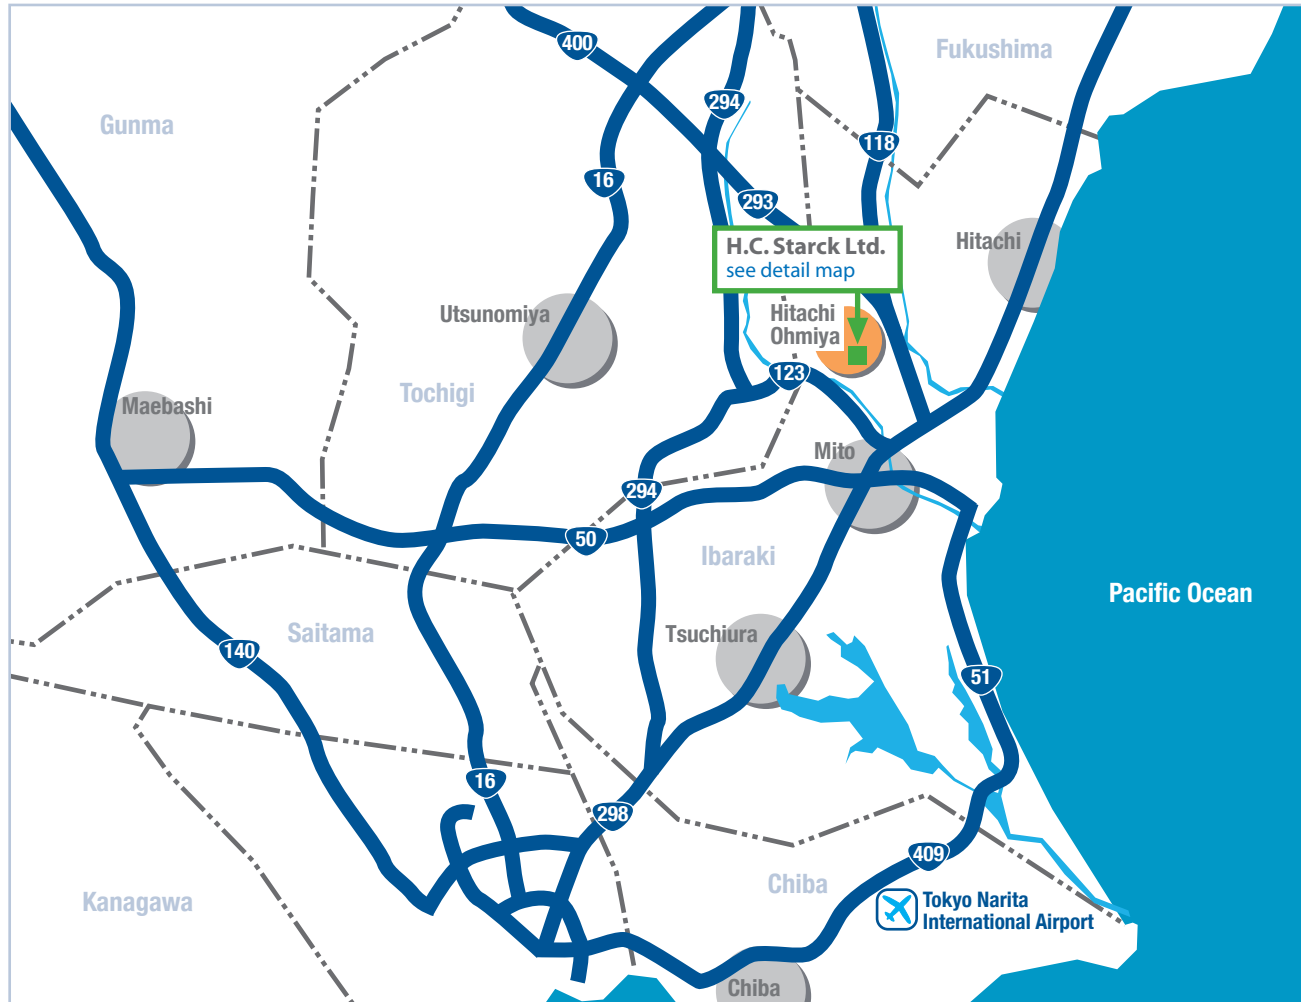 400
Fukushima
294
Gunma
118
16
293
H.C. Starck Ltd.
see detail map
Hitachi
Utsunomiya
Hitachi
Ohmiya
123
Tochigi
Maebashi
Mito
294
50
Ibaraki
Pacific Ocean
Saitama
Tsuchiura
140
51
16
298
409
Chiba
Kanagawa
Tokyo Narita
International Airport
Chiba